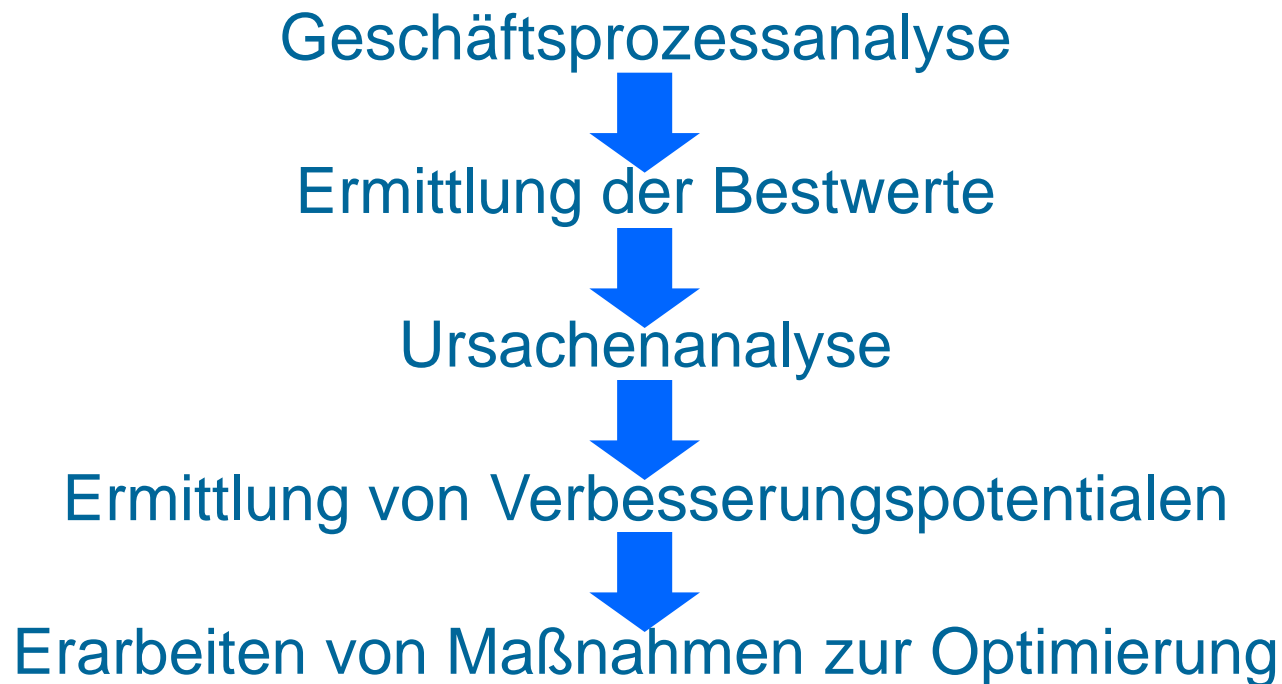 Geschäftsprozessanalyse
Ermittlung der Bestwerte
Ursachenanalyse
Ermittlung von Verbesserungspotentialen
Erarbeiten von Maßnahmen zur Optimierung